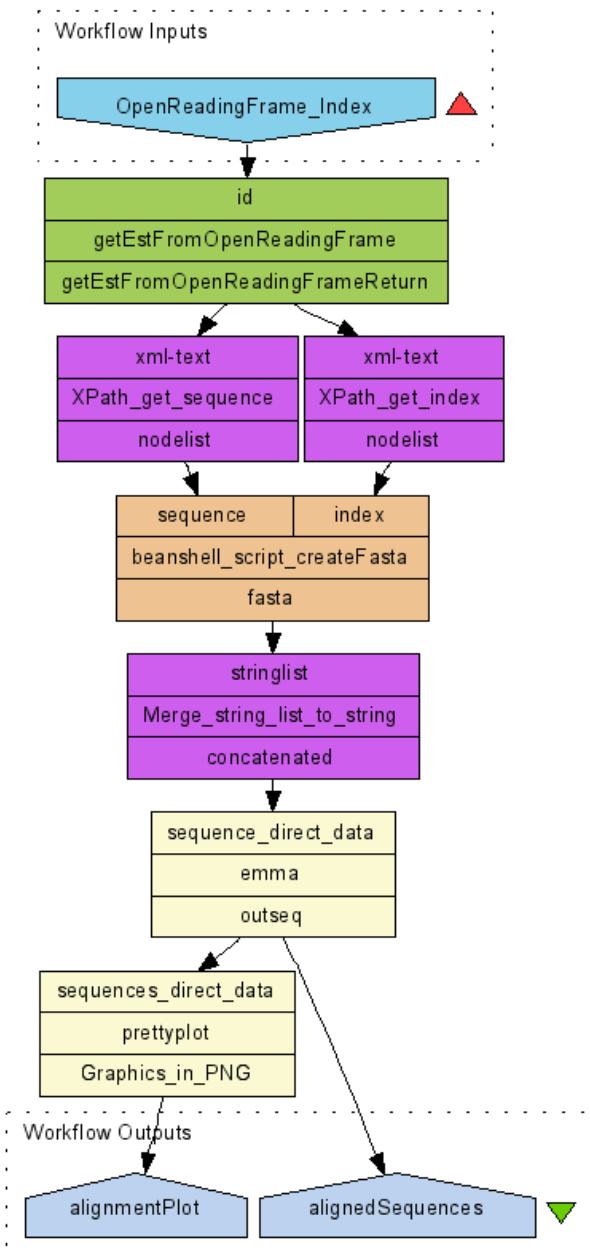 Workflow Inputs
OpenReadingFrame_Index
id
getEstFromOpenReadingFrame
getEstFromOpenReadingFrameReturn
xml-text xml-text
XPath_get_sequence XPath_get_index
nodelist nodelist
sequence index
beanshell_script_createFasta
fasta
stringlist
Merge_string_list_to_string
concatenated
sequence_direct_data
emma
outseq
sequences_direct_data
prettyplot
Graphics_in_PNG
Workflow Outputs
alignmentPlot alignedSequences